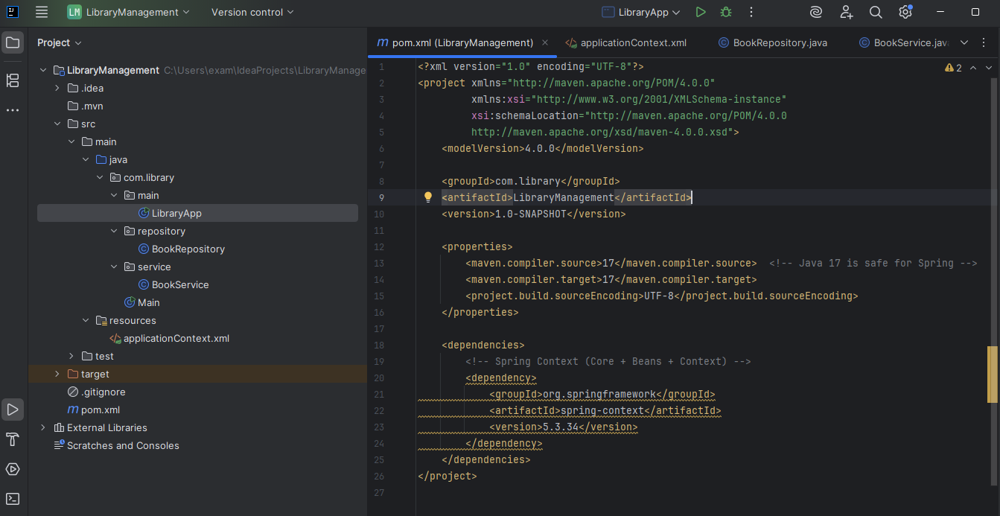 LM LibraryManagement Version control LibraryApp
Project
LibraryManagement C:\Users\exam\IdeaProjects\LibraryManage
.idea
.mvn
src
main
java
com.library
main
LibraryApp
repository
BookRepository
service
BookService
Main
resources
applicationContext.xml
test
target
.gitignore
pom.xml
External Libraries
Scratches and Consoles
pom.xml (LibraryManagement) applicationContext.xml BookRepository.java BookService.jav
2
1 <?xml version="1.0" encoding="UTF-8"?>
2 <project xmlns="http://maven.apache.org/POM/4.0.0"
3 xmlns:xsi="http://www.w3.org/2001/XMLSchema-instance"
4 xsi:schemaLocation="http://maven.apache.org/POM/4.0.0
5 http://maven.apache.org/xsd/maven-4.0.0.xsd">
6 <modelVersion>4.0.0</modelVersion>
7
8 <groupId>com.library</groupId>
9 <artifactId>LibraryManagement</artifactId>
10 <version>1.0-SNAPSHOT</version>
11
12 <properties>
13 <maven.compiler.source>17</maven.compiler.source> <!-- Java 17 is safe for Spring -->
14 <maven.compiler.target>17</maven.compiler.target>
15 <project.build.sourceEncoding>UTF-8</project.build.sourceEncoding>
16 </properties>
17
18 <dependencies>
19 <!-- Spring Context (Core + Beans + Context) -->
20 <dependency>
21 <groupId>org.springframework</groupId>
22 <artifactId>spring-context</artifactId>
23 <version>5.3.34</version>
24 </dependency>
25 </dependencies>
26 </project>
27